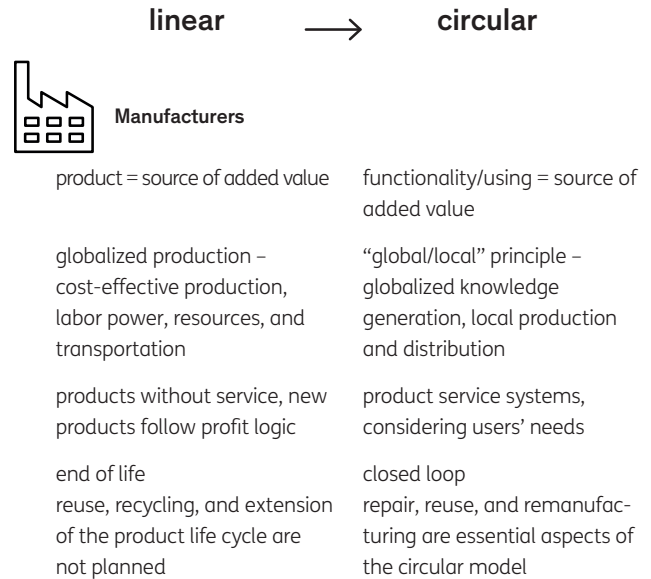 linear → circular
Manufacturers
product = source of added value
functionality/using = source of
added value
globalized production –
cost-effective production,
labor power, resources, and
transportation
“global/local” principle –
globalized knowledge
generation, local production
and distribution
products without service, new
products follow profit logic
product service systems,
considering users’ needs
end of life
reuse, recycling, and extension
of the product life cycle are
not planned
closed loop
repair, reuse, and remanufac-
turing are essential aspects of
the circular model